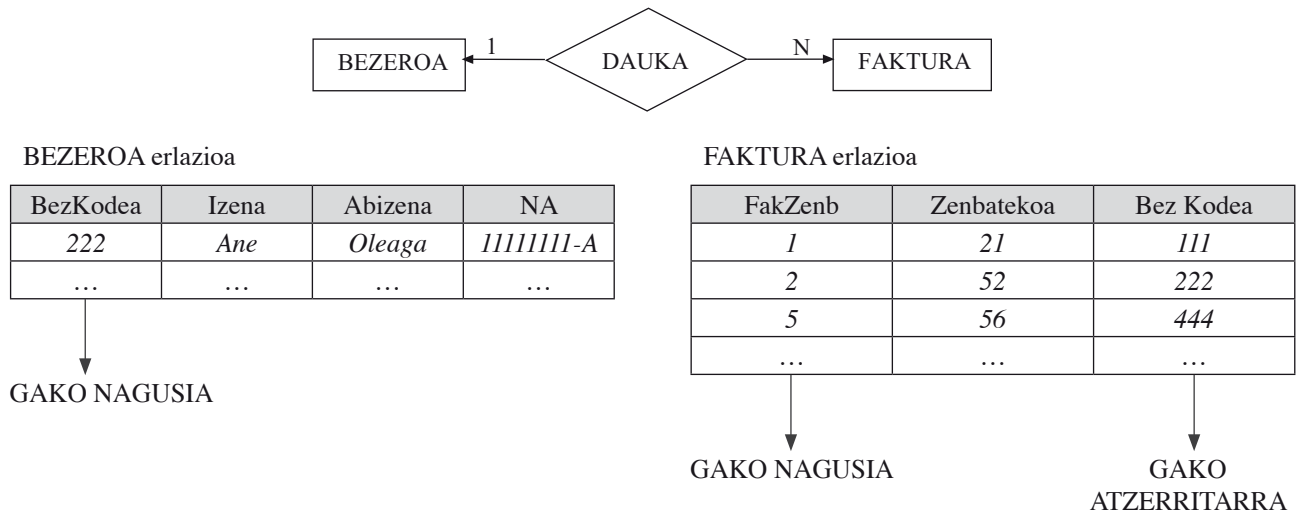 BEZEROA 1 DAUKA N FAKTURA
BEZEROA erlazioa
BezKodea Izena Abizena NA
222 Ane Oleaga 11111111-A
… … … …
GAKO NAGUSIA
FAKTURA erlazioa
FakZenb Zenbatekoa Bez Kodea
1 21 111
2 52 222
5 56 444
… … …
GAKO NAGUSIA
GAKO
ATZERRITARRA